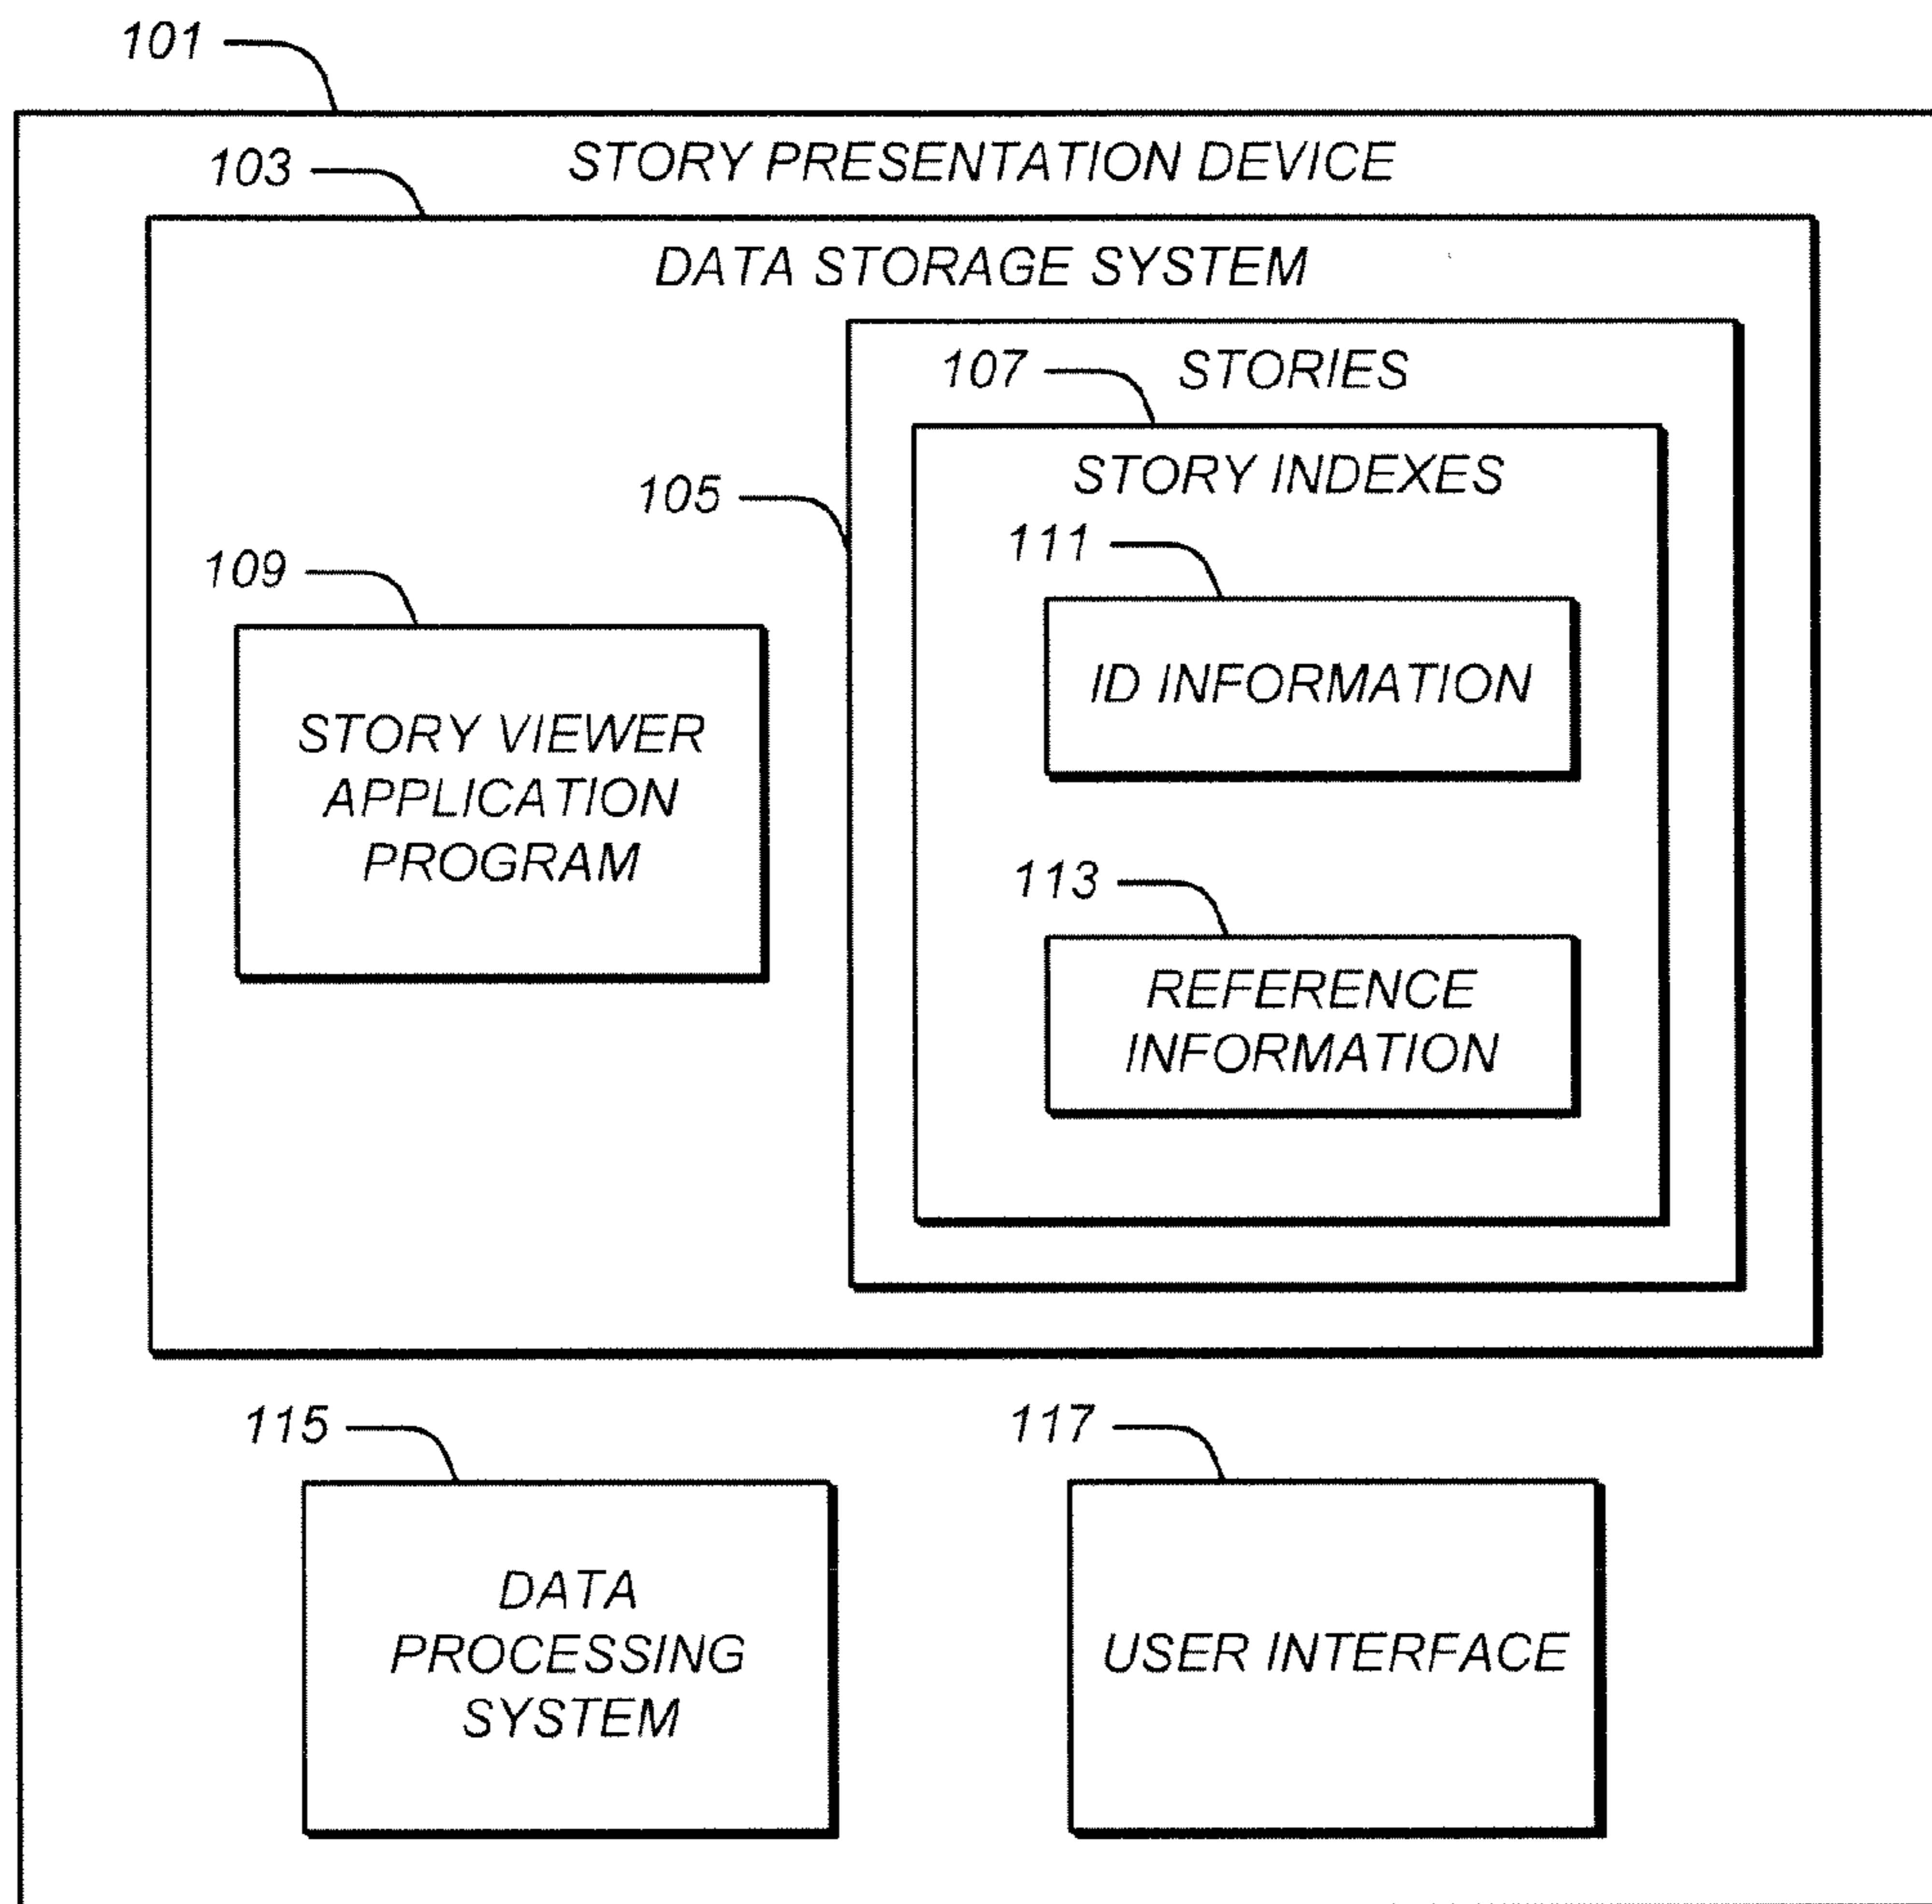 101
STORY PRESENTATION DEVICE
103
DATA STORAGE SYSTEM
107
STORIES
105
STORY INDEXES
111
ID INFORMATION
109
STORY VIEWER
APPLICATION
PROGRAM
113
REFERENCE
INFORMATION
115
DATA
PROCESSING
SYSTEM
117
USER INTERFACE